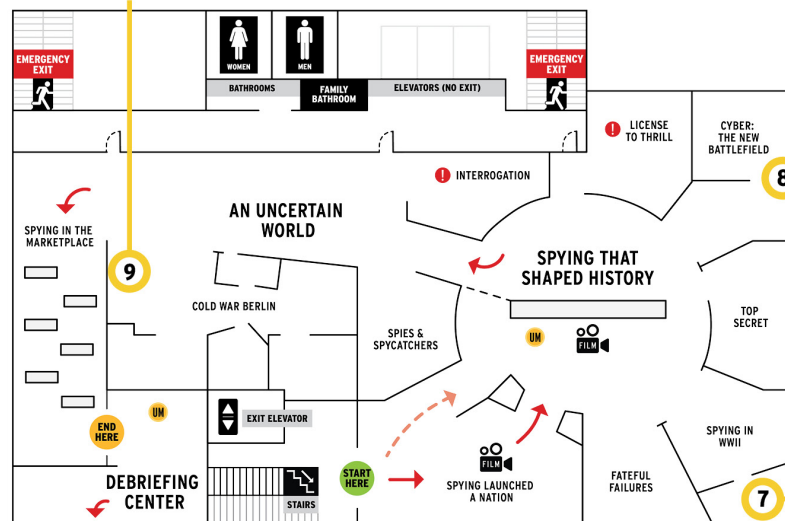 EMERGENCY
EXIT
WOMEN
MEN
BATHROOMS
FAMILY
BATHROOM
ELEVATORS (NO EXIT)
EMERGENCY
EXIT
! LICENSE
TO THRILL
CYBER:
THE NEW
BATTLEFIELD
! INTERROGATION
8
SPYING IN THE
MARKETPLACE
AN UNCERTAIN
WORLD
9
SPYING THAT
SHAPED HISTORY
COLD WAR BERLIN
SPIES &
SPYCATCHERS
UM
FILM
TOP
SECRET
END
HERE
UM
EXIT ELEVATOR
SPYING IN
WWII
DEBRIEFING
CENTER
STAIRS
START
HERE
FILM
SPYING LAUNCHED
A NATION
FATEFUL
FAILURES
7